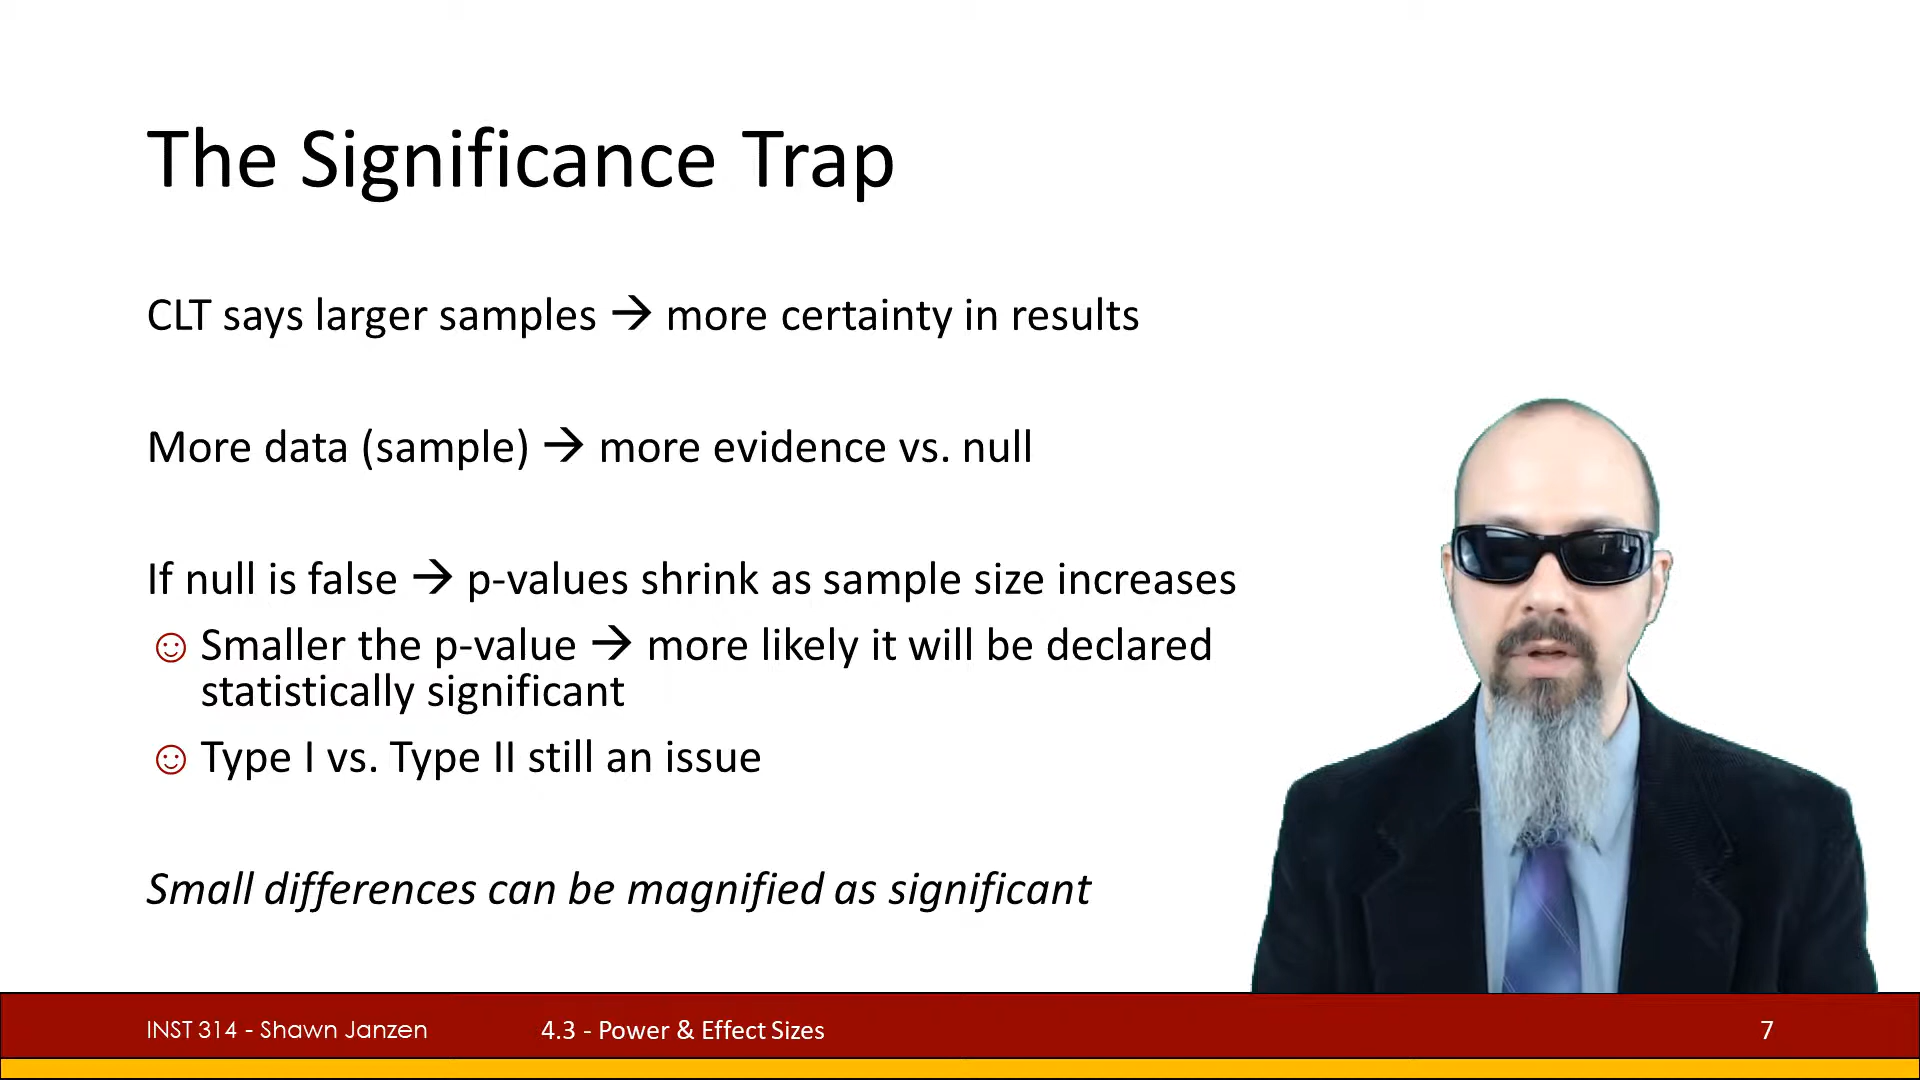 The Significance Trap
CLT says larger samples → more certainty in results
More data (sample) → more evidence vs. null
If null is false → p-values shrink as sample size increases
☺ Smaller the p-value → more likely it will be declared
statistically significant
☺ Type I vs. Type II still an issue
Small differences can be magnified as significant
INST 314 - Shawn Janzen 4.3 - Power & Effect Sizes 7